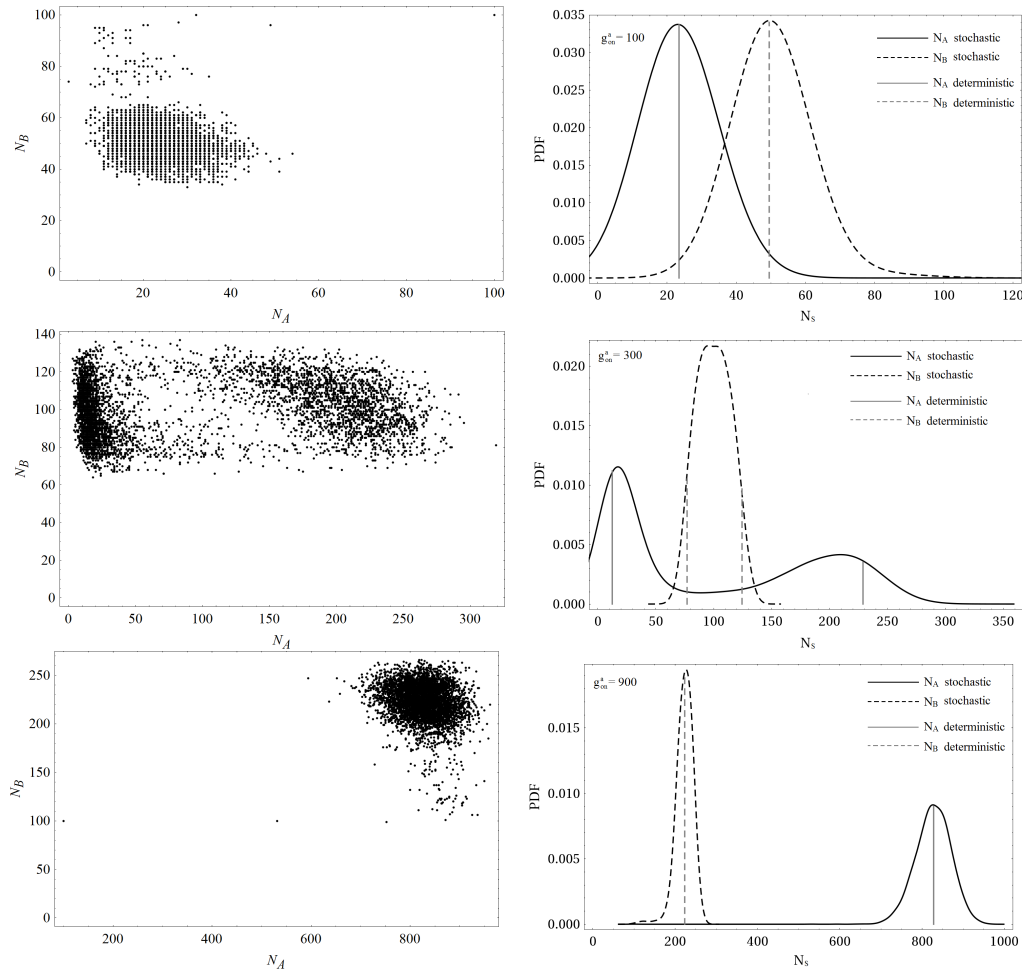 100
80
60
40
20
0
N_B
20
40
60
80
100
N_A
0.035
0.030
0.025
0.020
0.015
0.010
0.005
0.000
PDF
g^a_on = 100
N_A stochastic
N_B stochastic
N_A deterministic
N_B deterministic
0
20
40
60
80
100
120
N_S
140
120
100
80
60
40
20
0
N_B
0
50
100
150
200
250
300
N_A
0.020
0.015
0.010
0.005
0.000
PDF
g^a_on = 300
N_A stochastic
N_B stochastic
N_A deterministic
N_B deterministic
0
50
100
150
200
250
300
350
N_S
250
200
150
100
50
0
N_B
200
400
600
800
N_A
0.015
0.010
0.005
0.000
PDF
g^a_on = 900
N_A stochastic
N_B stochastic
N_A deterministic
N_B deterministic
0
200
400
600
800
1000
N_S